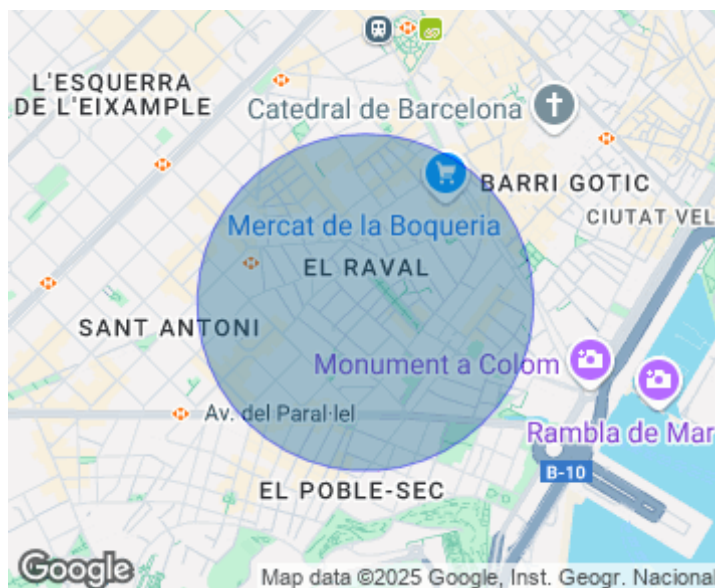 L'ESQUERRA
DE L'EIXAMPLE
Catedral de Barcelona
BARRI GOTIC
Mercat de la Boqueria
CIUTAT VEL
EL RAVAL
SANT ANTONI
Monument a Colom
Av. del Paral·lel
Rambla de Mar
B-10
EL POBLE-SEC
Google
Map data ©2025 Google, Inst. Geogr. Nacional